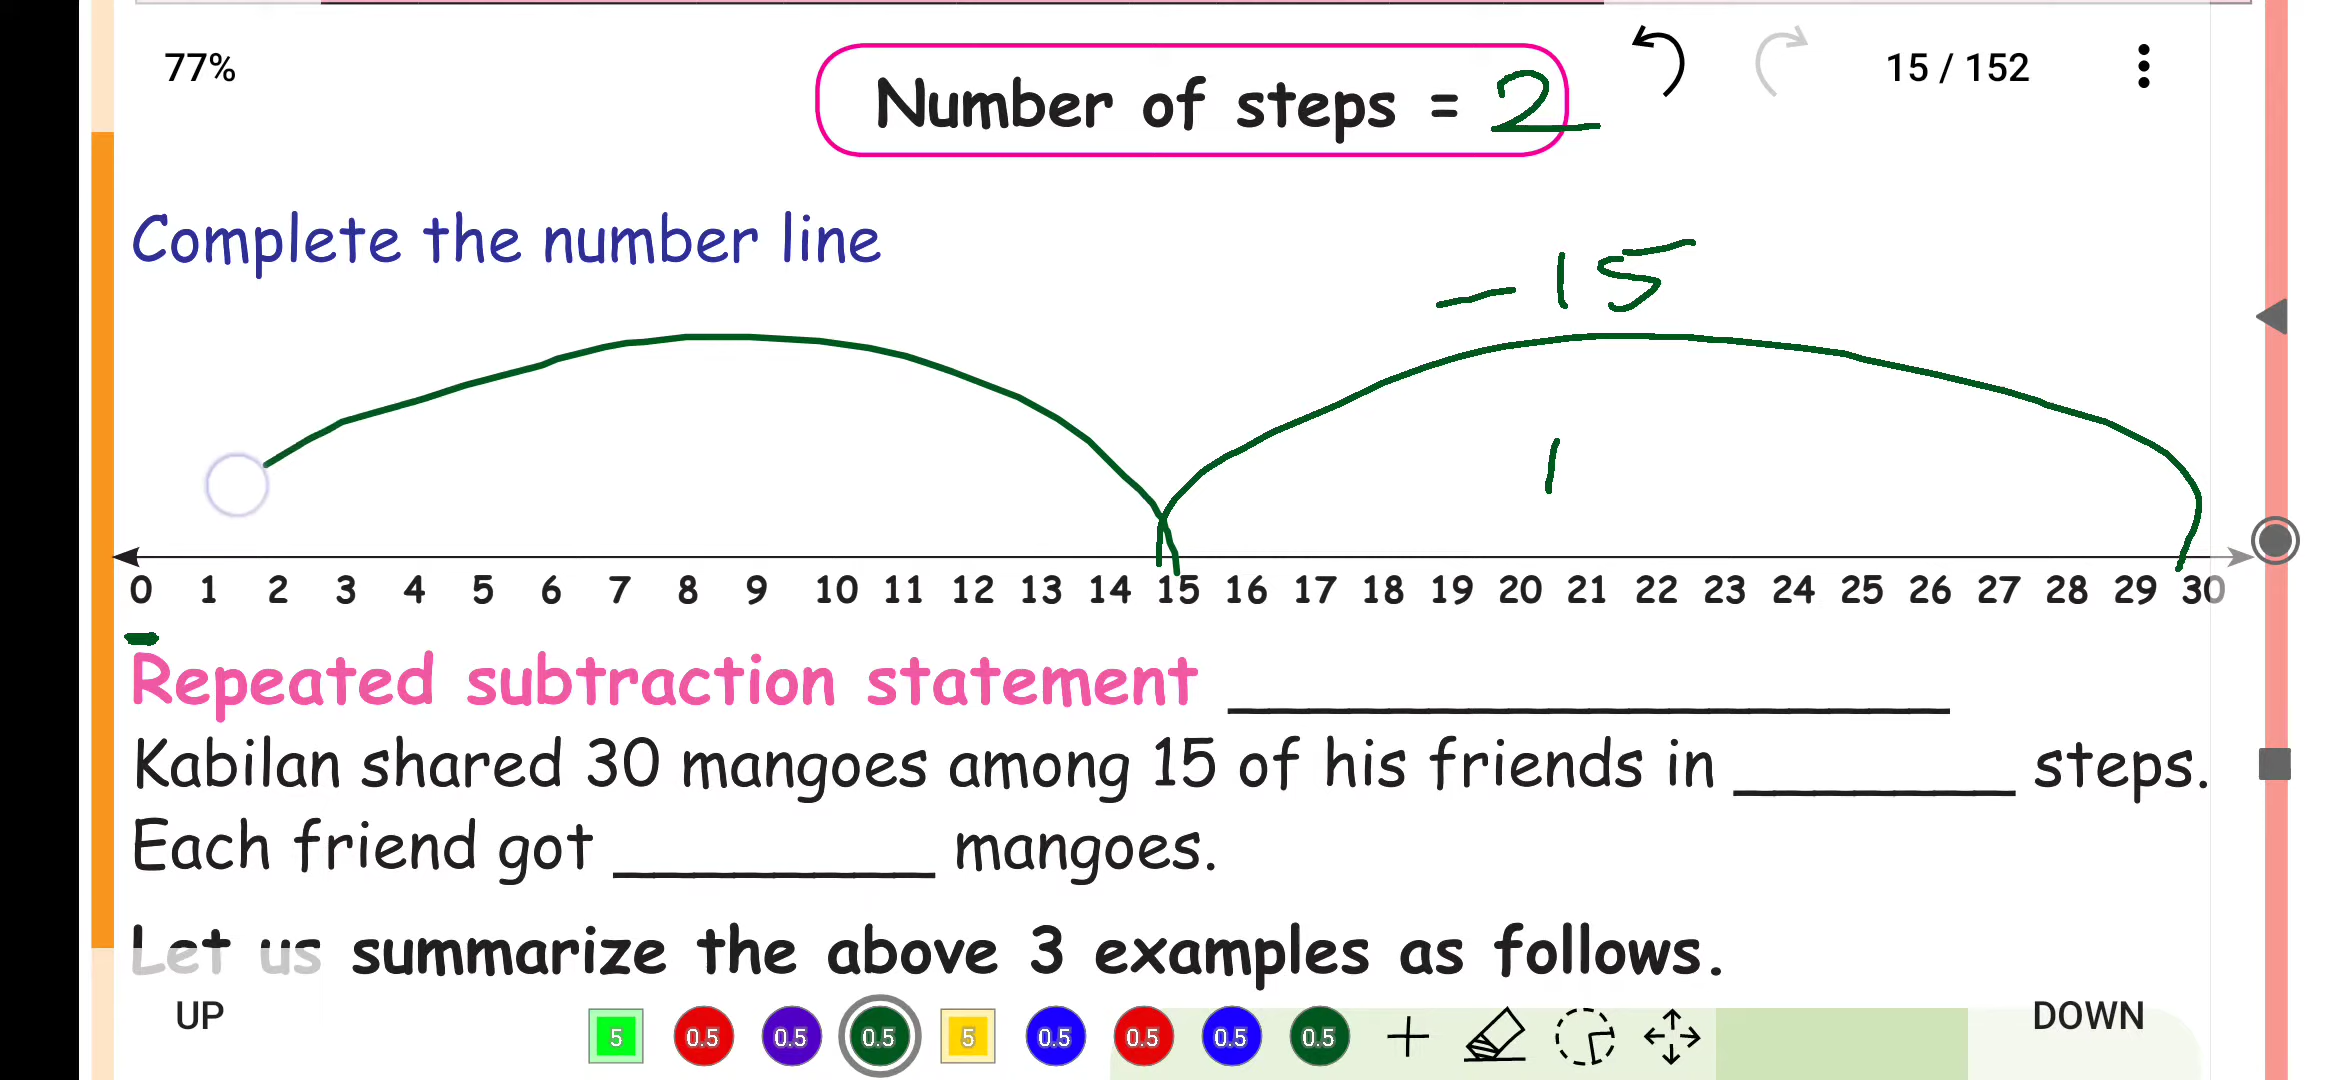 77%
Number of steps = 2
15 / 152
Complete the number line
– 15
1
0 1 2 3 4 5 6 7 8 9 10 11 12 13 14 15 16 17 18 19 20 21 22 23 24 25 26 27 28 29 30
Repeated subtraction statement ____________________
Kabilan shared 30 mangoes among 15 of his friends in ________ steps.
Each friend got _________ mangoes.
Let us summarize the above 3 examples as follows.
UP
5 0.5 0.5 0.5 5 0.5 0.5 0.5 0.5
DOWN